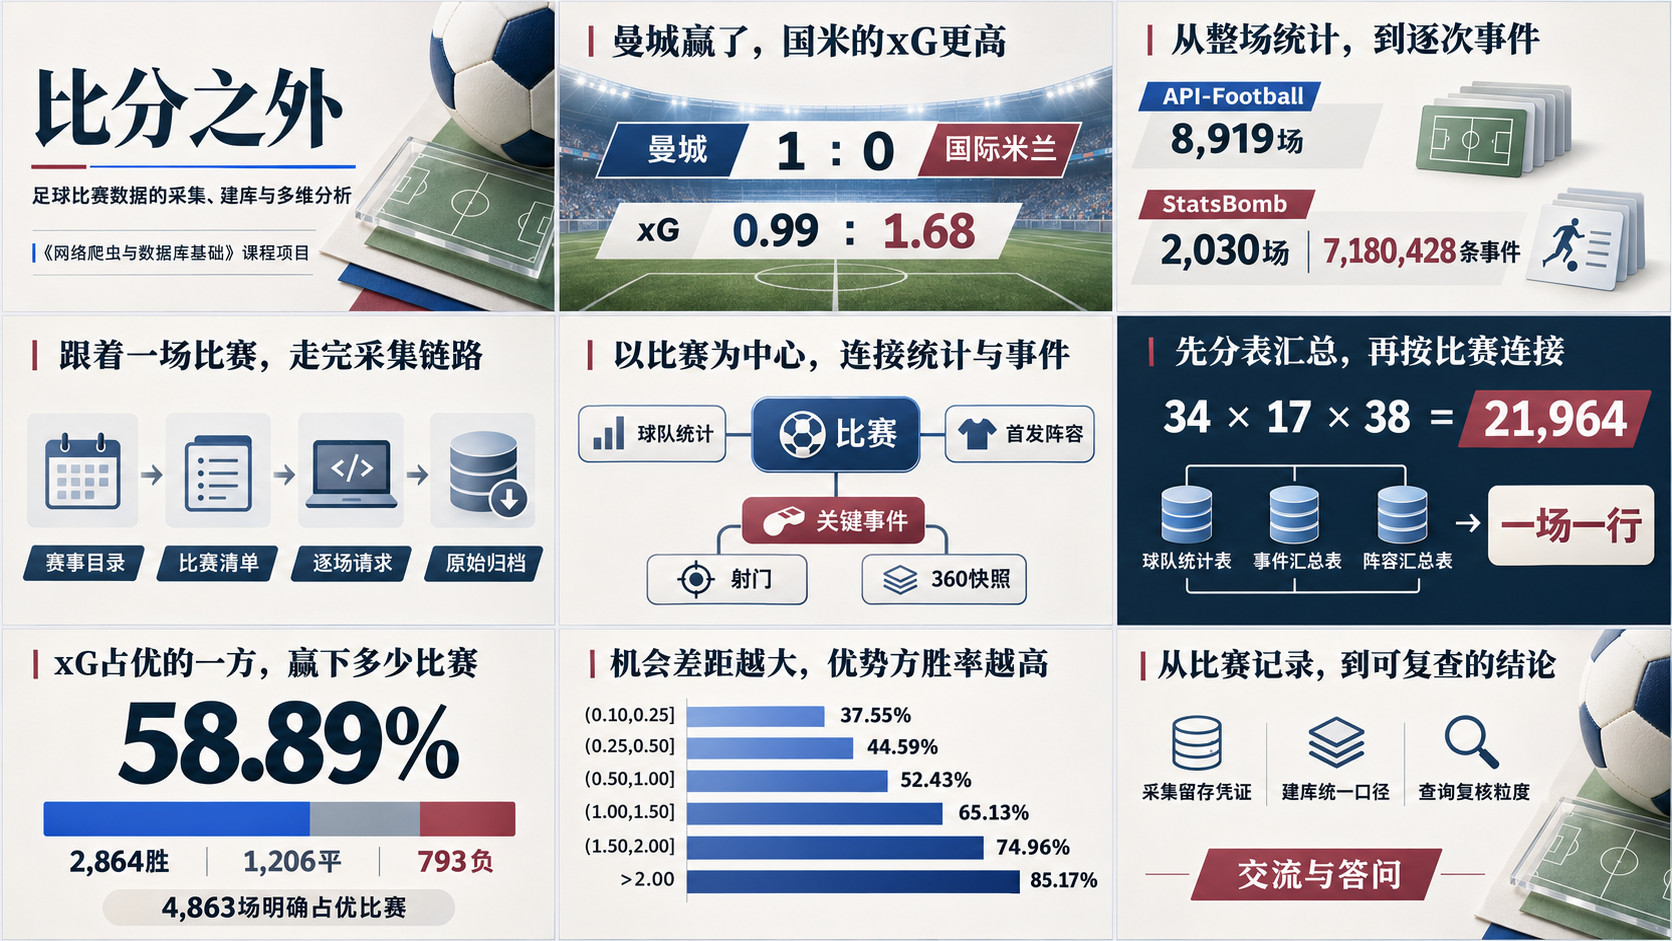 比分之外
足球比赛数据的采集、建库与多维分析
《网络爬虫与数据库基础》课程项目
曼城赢了，国米的xG更高
曼城 1 : 0 国际米兰
xG 0.99 : 1.68
从整场统计，到逐次事件
API-Football
8,919场
StatsBomb
2,030场 7,180,428条事件
跟着一场比赛，走完采集链路
</>
赛事目录 比赛清单 逐场请求 原始归档
以比赛为中心，连接统计与事件
球队统计 比赛 首发阵容
关键事件
射门 360快照
先分表汇总，再按比赛连接
34 × 17 × 38 = 21,964
球队统计表 事件汇总表 阵容汇总表
一场一行
xG占优的一方，赢下多少比赛
58.89%
2,864胜 1,206平 793负
4,863场明确占优比赛
机会差距越大，优势方胜率越高
(0.10,0.25] 37.55%
(0.25,0.50] 44.59%
(0.50,1.00] 52.43%
(1.00,1.50] 65.13%
(1.50,2.00] 74.96%
>2.00 85.17%
从比赛记录，到可复查的结论
采集留存凭证 建库统一口径 查询复核粒度
交流与答问